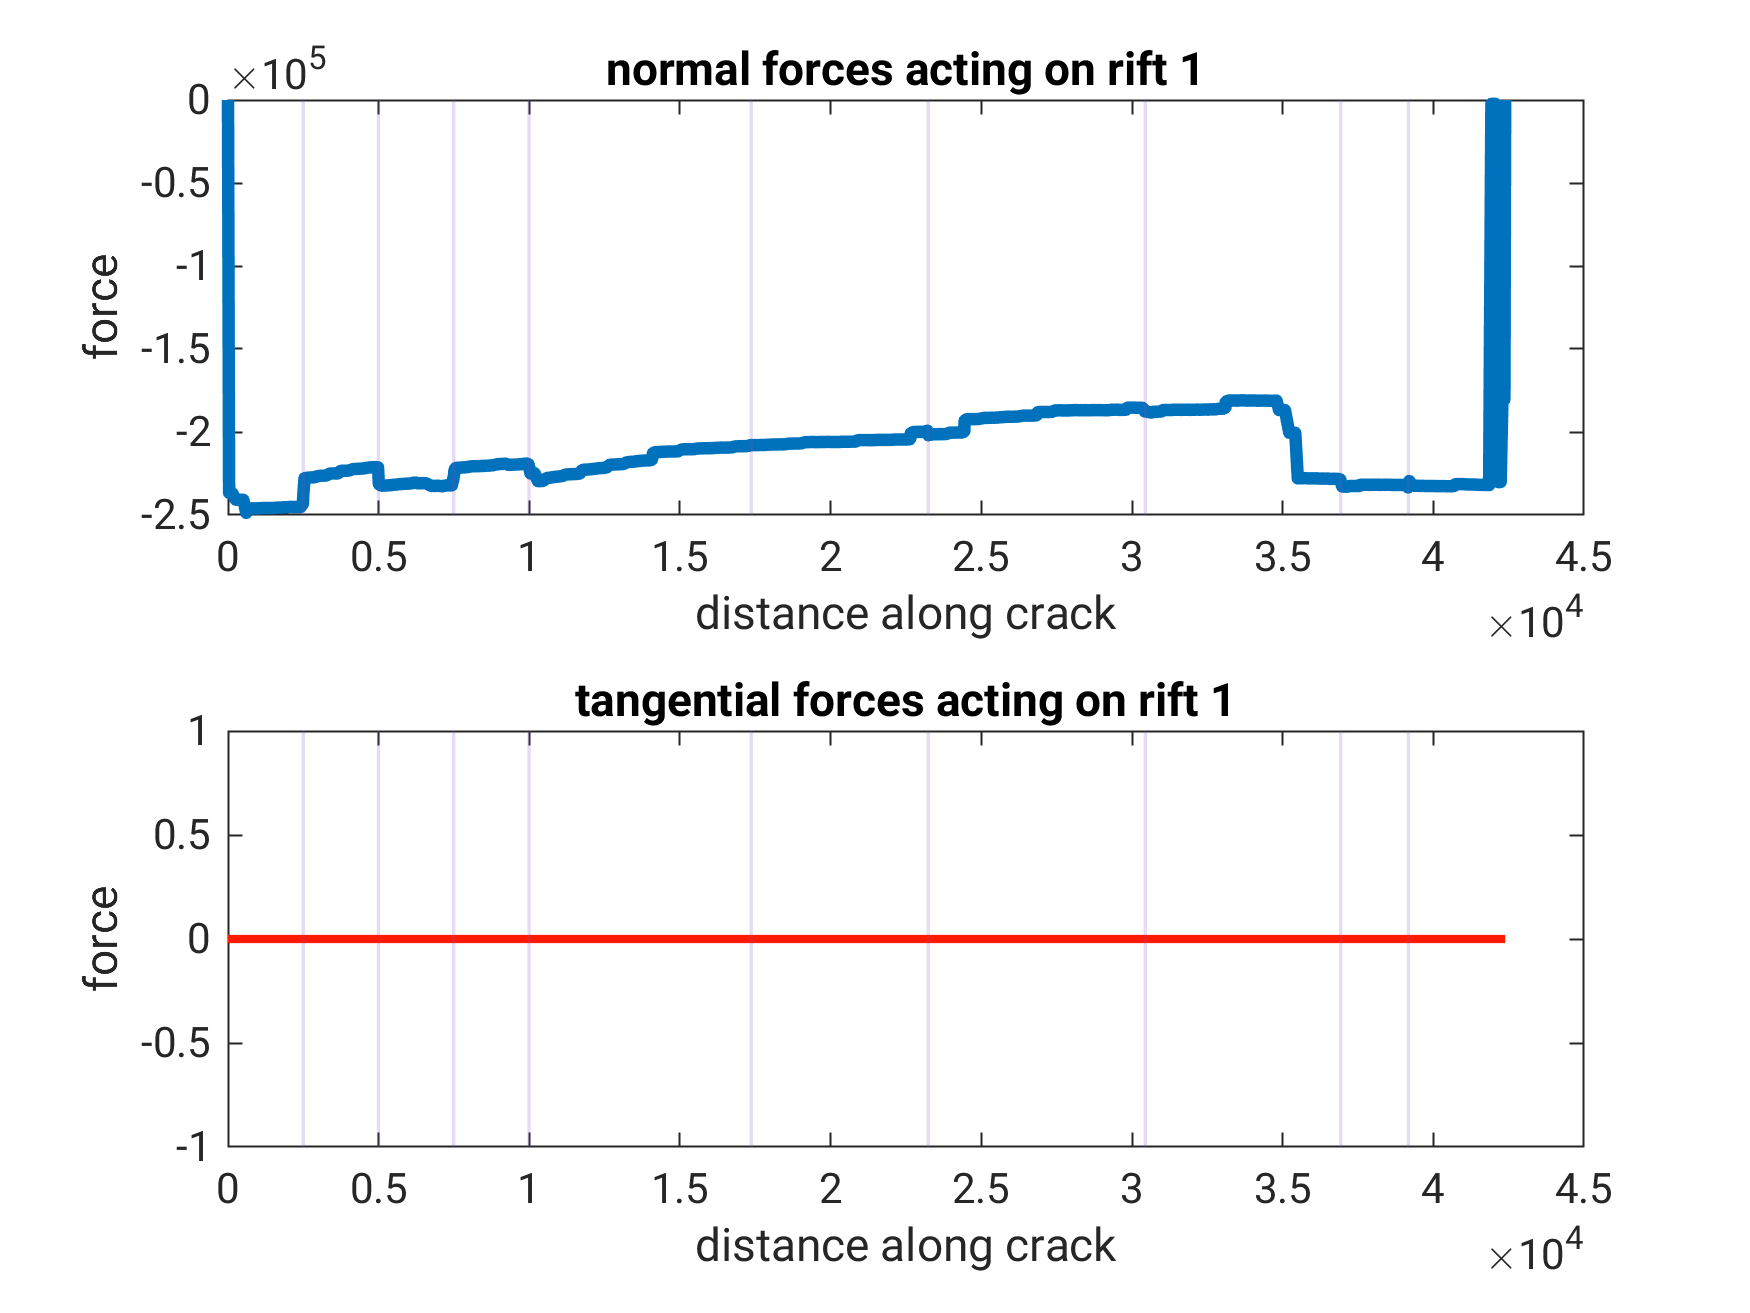 ×10^5
normal forces acting on rift 1
0
-0.5
-1
-1.5
-2
-2.5
force
0 0.5 1 1.5 2 2.5 3 3.5 4 4.5
distance along crack
×10^4
tangential forces acting on rift 1
1
0.5
0
-0.5
-1
force
0 0.5 1 1.5 2 2.5 3 3.5 4 4.5
distance along crack
×10^4